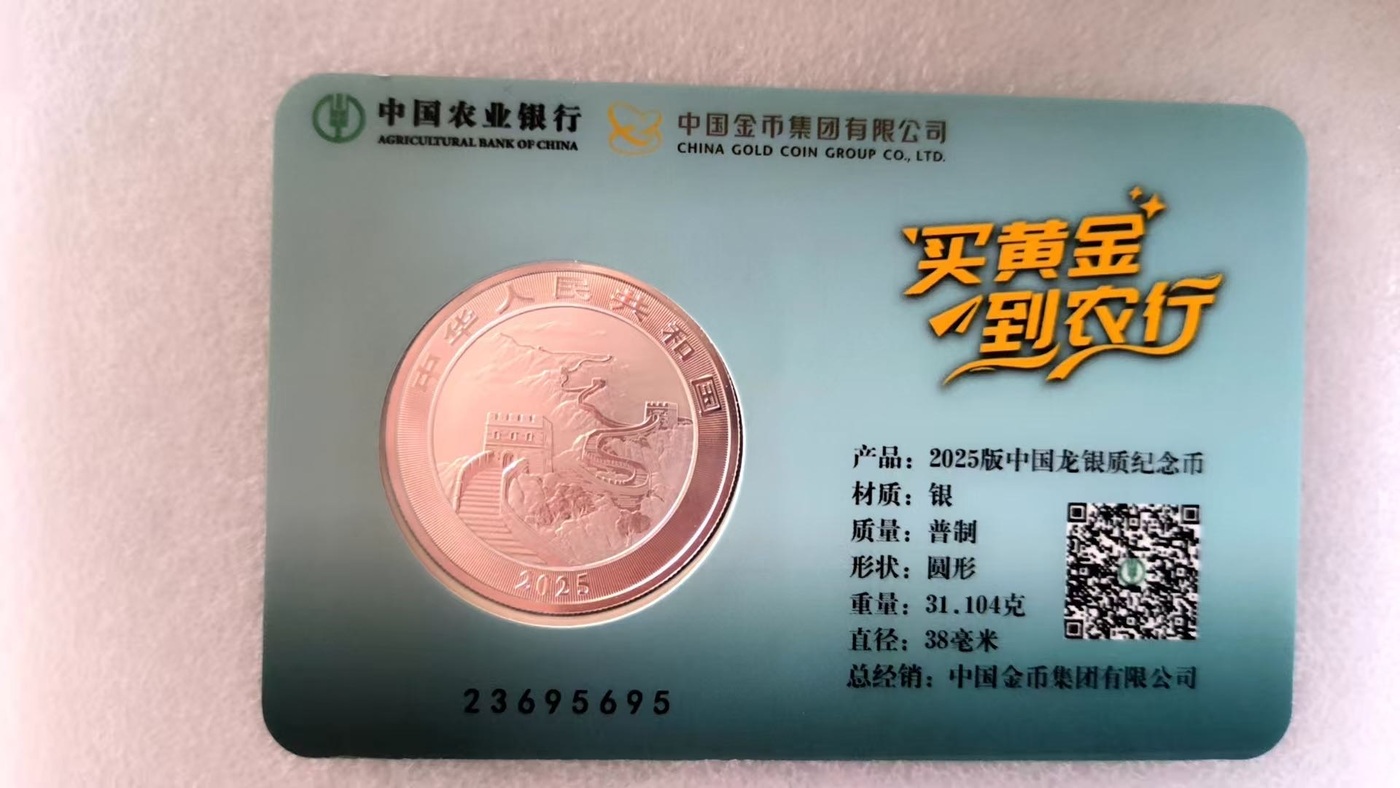 中国农业银行
AGRICULTURAL BANK OF CHINA
中国金币集团有限公司
CHINA GOLD COIN GROUP CO., LTD.
买黄金
到农行
中华人民共和国
2025
产品：2025版中国龙银质纪念币
材质：银
质量：普制
形状：圆形
重量：31.104克
直径：38毫米
总经销：中国金币集团有限公司
23695695